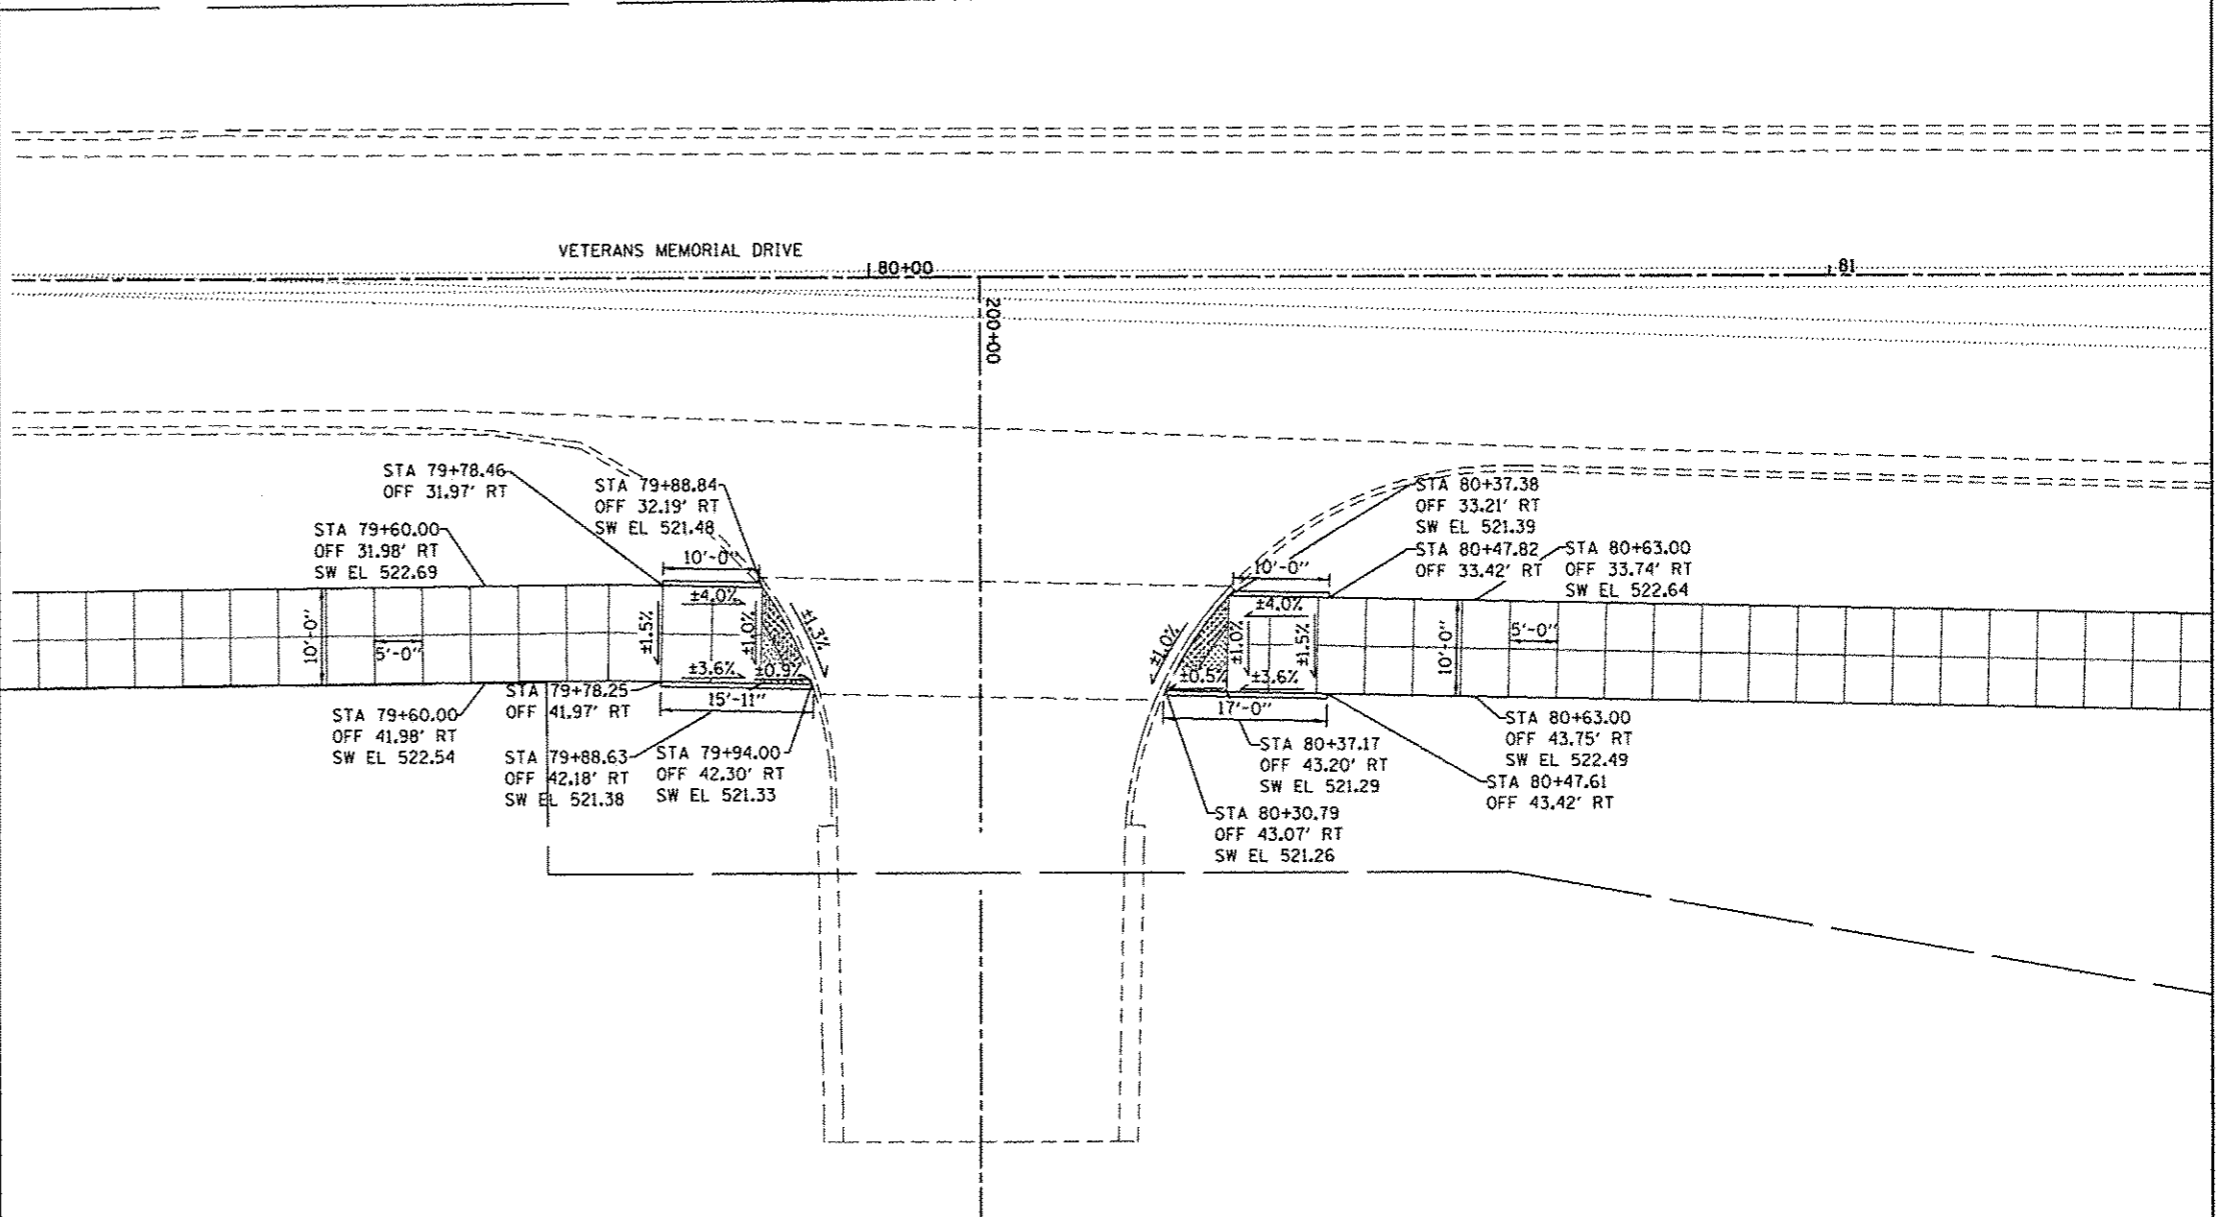 VETERANS MEMORIAL DRIVE
80+00
81
200+00
STA 79+78.46
OFF 31.97' RT
STA 79+88.84
OFF 32.19' RT
SW EL 521.48
STA 79+60.00
OFF 31.98' RT
SW EL 522.69
10'-0"
±4.0%
±1.5%
±1.0%
±1.3%
10'-0"
5'-0"
±3.6%
±0.9%
15'-11"
STA 79+78.25
OFF 41.97' RT
STA 79+60.00
OFF 41.98' RT
SW EL 522.54
STA 79+88.63
OFF 42.18' RT
SW EL 521.38
STA 79+94.00
OFF 42.30' RT
SW EL 521.33
STA 80+37.38
OFF 33.21' RT
SW EL 521.39
STA 80+47.82
OFF 33.42' RT
STA 80+63.00
OFF 33.74' RT
SW EL 522.64
10'-0"
±4.0%
±1.0%
±1.0%
±1.5%
10'-0"
5'-0"
±0.5%
±3.6%
17'-0"
STA 80+37.17
OFF 43.20' RT
SW EL 521.29
STA 80+63.00
OFF 43.75' RT
SW EL 522.49
STA 80+47.61
OFF 43.42' RT
STA 80+30.79
OFF 43.07' RT
SW EL 521.26